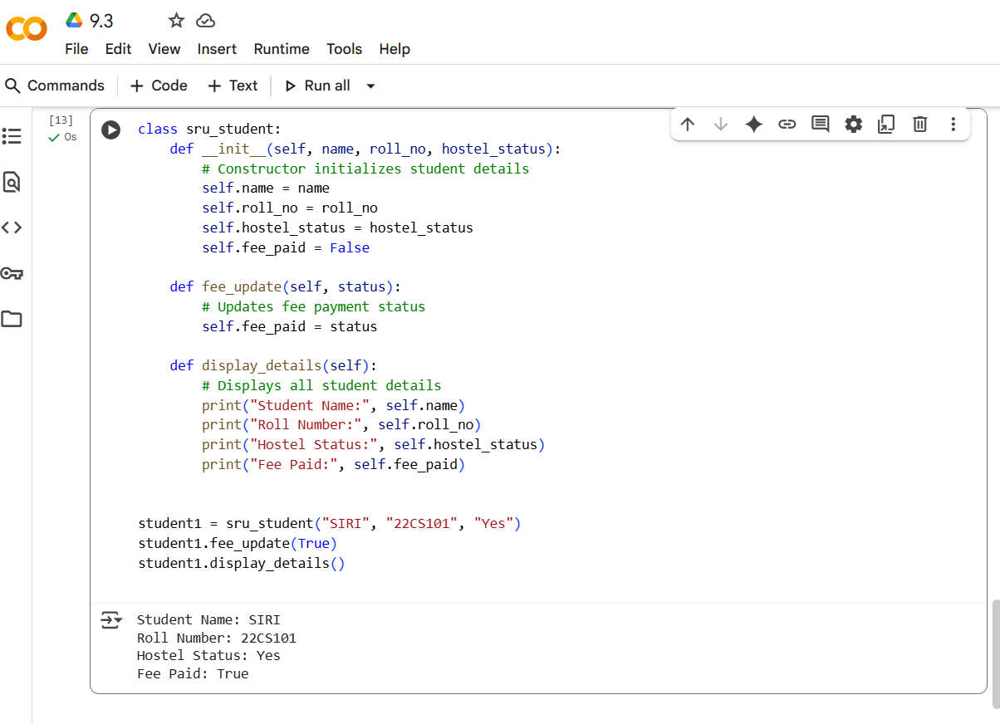 9.3
File Edit View Insert Runtime Tools Help
Commands + Code + Text Run all
[13]
0s
class sru_student:
    def __init__(self, name, roll_no, hostel_status):
        # Constructor initializes student details
        self.name = name
        self.roll_no = roll_no
        self.hostel_status = hostel_status
        self.fee_paid = False

    def fee_update(self, status):
        # Updates fee payment status
        self.fee_paid = status

    def display_details(self):
        # Displays all student details
        print("Student Name:", self.name)
        print("Roll Number:", self.roll_no)
        print("Hostel Status:", self.hostel_status)
        print("Fee Paid:", self.fee_paid)


student1 = sru_student("SIRI", "22CS101", "Yes")
student1.fee_update(True)
student1.display_details()

Student Name: SIRI
Roll Number: 22CS101
Hostel Status: Yes
Fee Paid: True